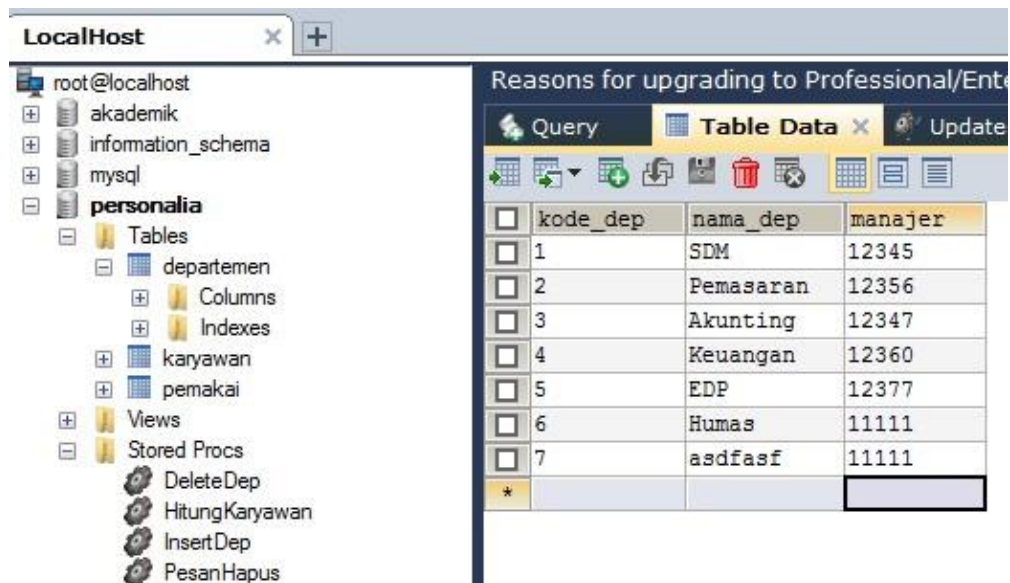 LocalHost
root@localhost
akademik
information_schema
mysql
personalia
Tables
departemen
Columns
Indexes
karyawan
pemakai
Views
Stored Procs
DeleteDep
HitungKaryawan
InsertDep
PesanHapus
Reasons for upgrading to Professional/Ente
Query Table Data Update
kode_dep nama_dep manajer
1 SDM 12345
2 Pemasaran 12356
3 Akunting 12347
4 Keuangan 12360
5 EDP 12377
6 Humas 11111
7 asdfasf 11111
*